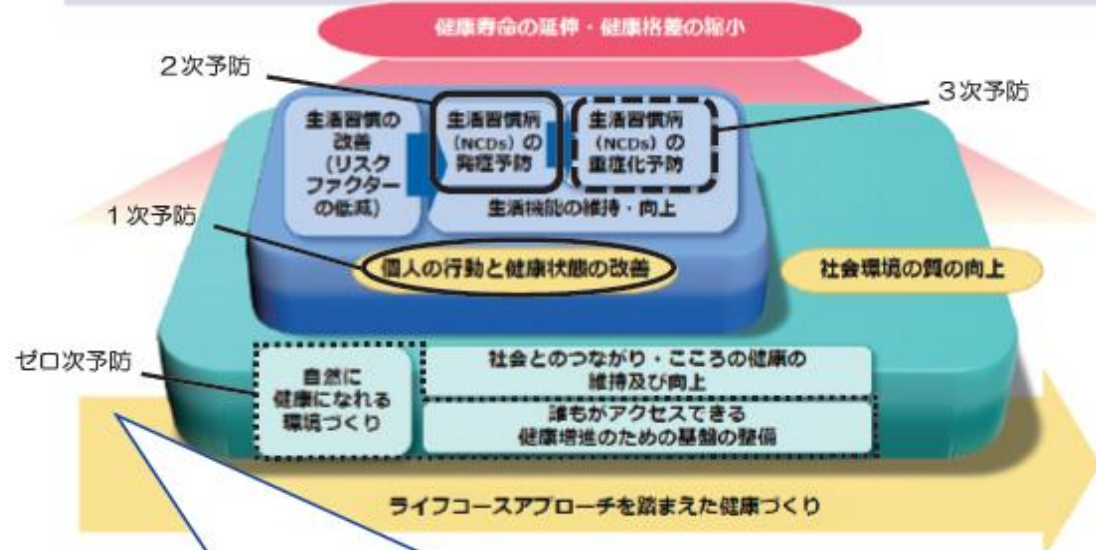 健康寿命の延伸・健康格差の縮小
2次予防
3次予防
生活習慣の
改善
(リスク
ファクター
の低減)
生活習慣病
(NCDs)の
発症予防
生活習慣病
(NCDs)の
重症化予防
生活機能の維持・向上
1次予防
個人の行動と健康状態の改善
社会環境の質の向上
ゼロ次予防
自然に
健康になれる
環境づくり
社会とのつながり・こころの健康の
維持及び向上
誰もがアクセスできる
健康増進のための基盤の整備
ライフコースアプローチを踏まえた健康づくり